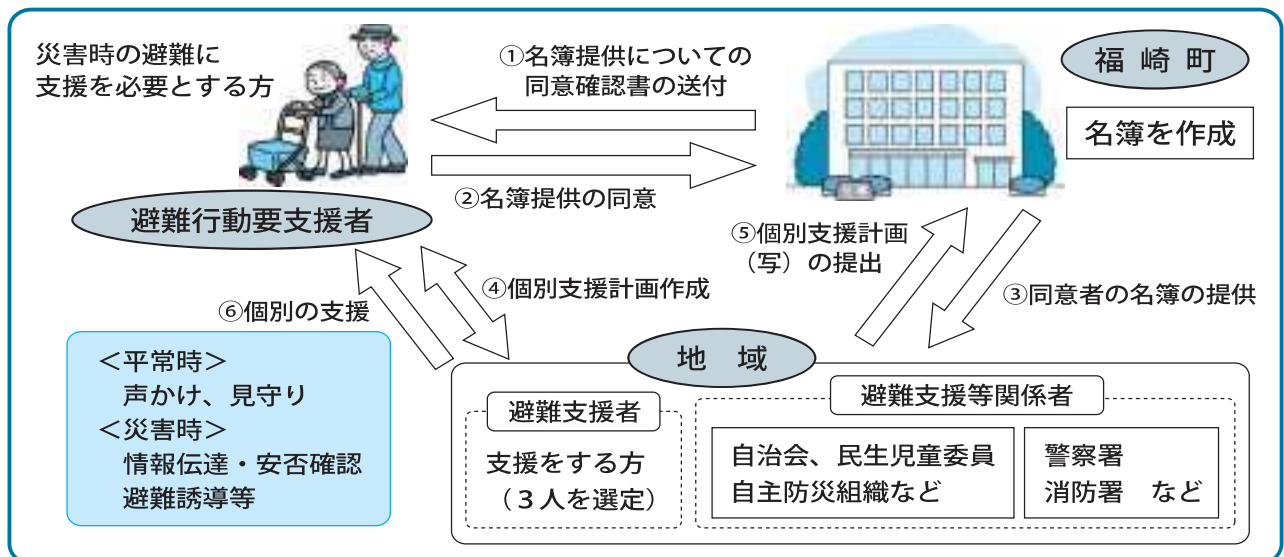 災害時の避難に
支援を必要とする方
①名簿提供についての
同意確認書の送付
福崎町
名簿を作成
②名簿提供の同意
避難行動要支援者
⑤個別支援計画
（写）の提出
③同意者の名簿の提供
④個別支援計画作成
⑥個別の支援
＜平常時＞
声かけ、見守り
＜災害時＞
情報伝達・安否確認
避難誘導等
地　域
避難支援者
支援をする方
（３人を選定）
避難支援等関係者
自治会、民生児童委員
自主防災組織など
警察署
消防署　など